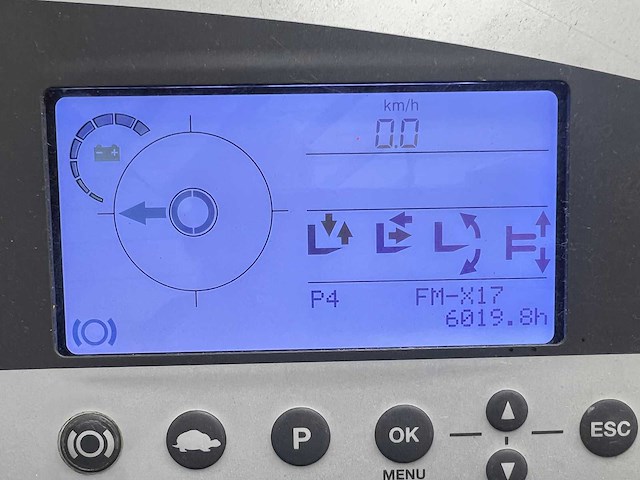 km/h
0.0
P4 FM-X17
6019.8h
P OK ESC
MENU